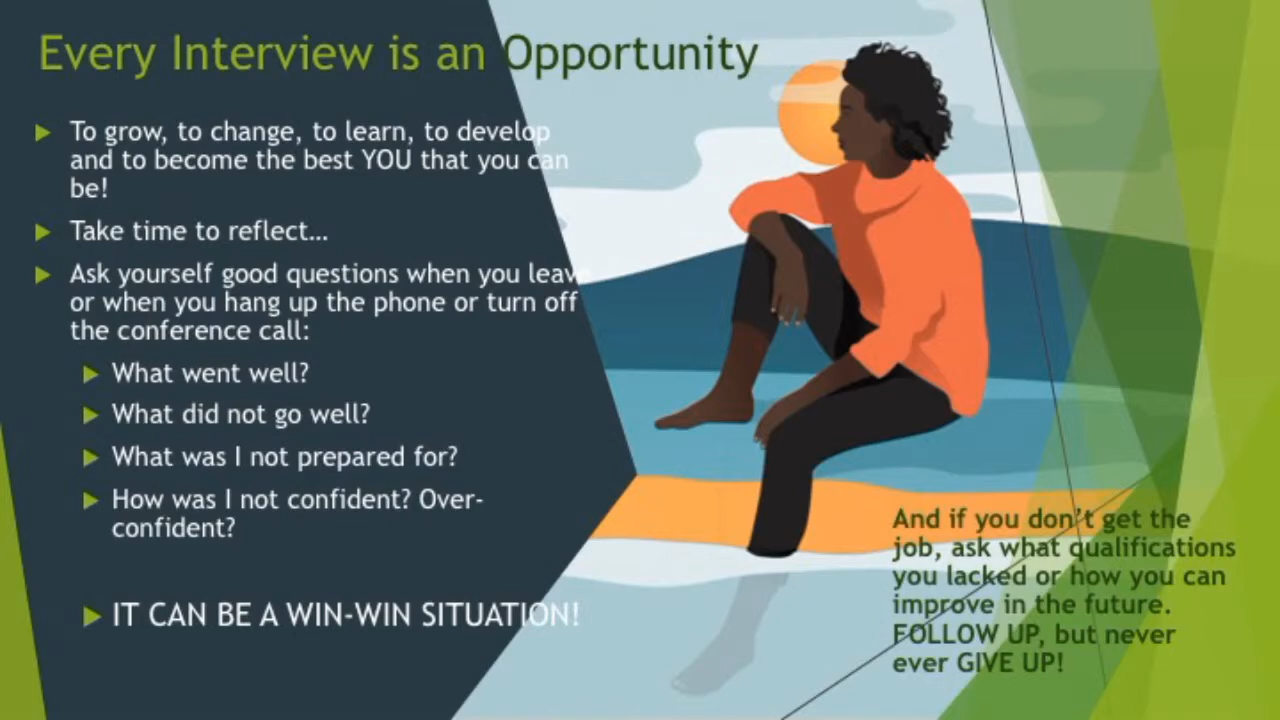 Every Interview is an Opportunity
To grow, to change, to learn, to develop
and to become the best YOU that you can
be!
Take time to reflect…
Ask yourself good questions when you leave
or when you hang up the phone or turn off
the conference call:
What went well?
What did not go well?
What was I not prepared for?
How was I not confident? Over-
confident?
IT CAN BE A WIN-WIN SITUATION!
And if you don't get the
job, ask what qualifications
you lacked or how you can
improve in the future.
FOLLOW UP, but never
ever GIVE UP!